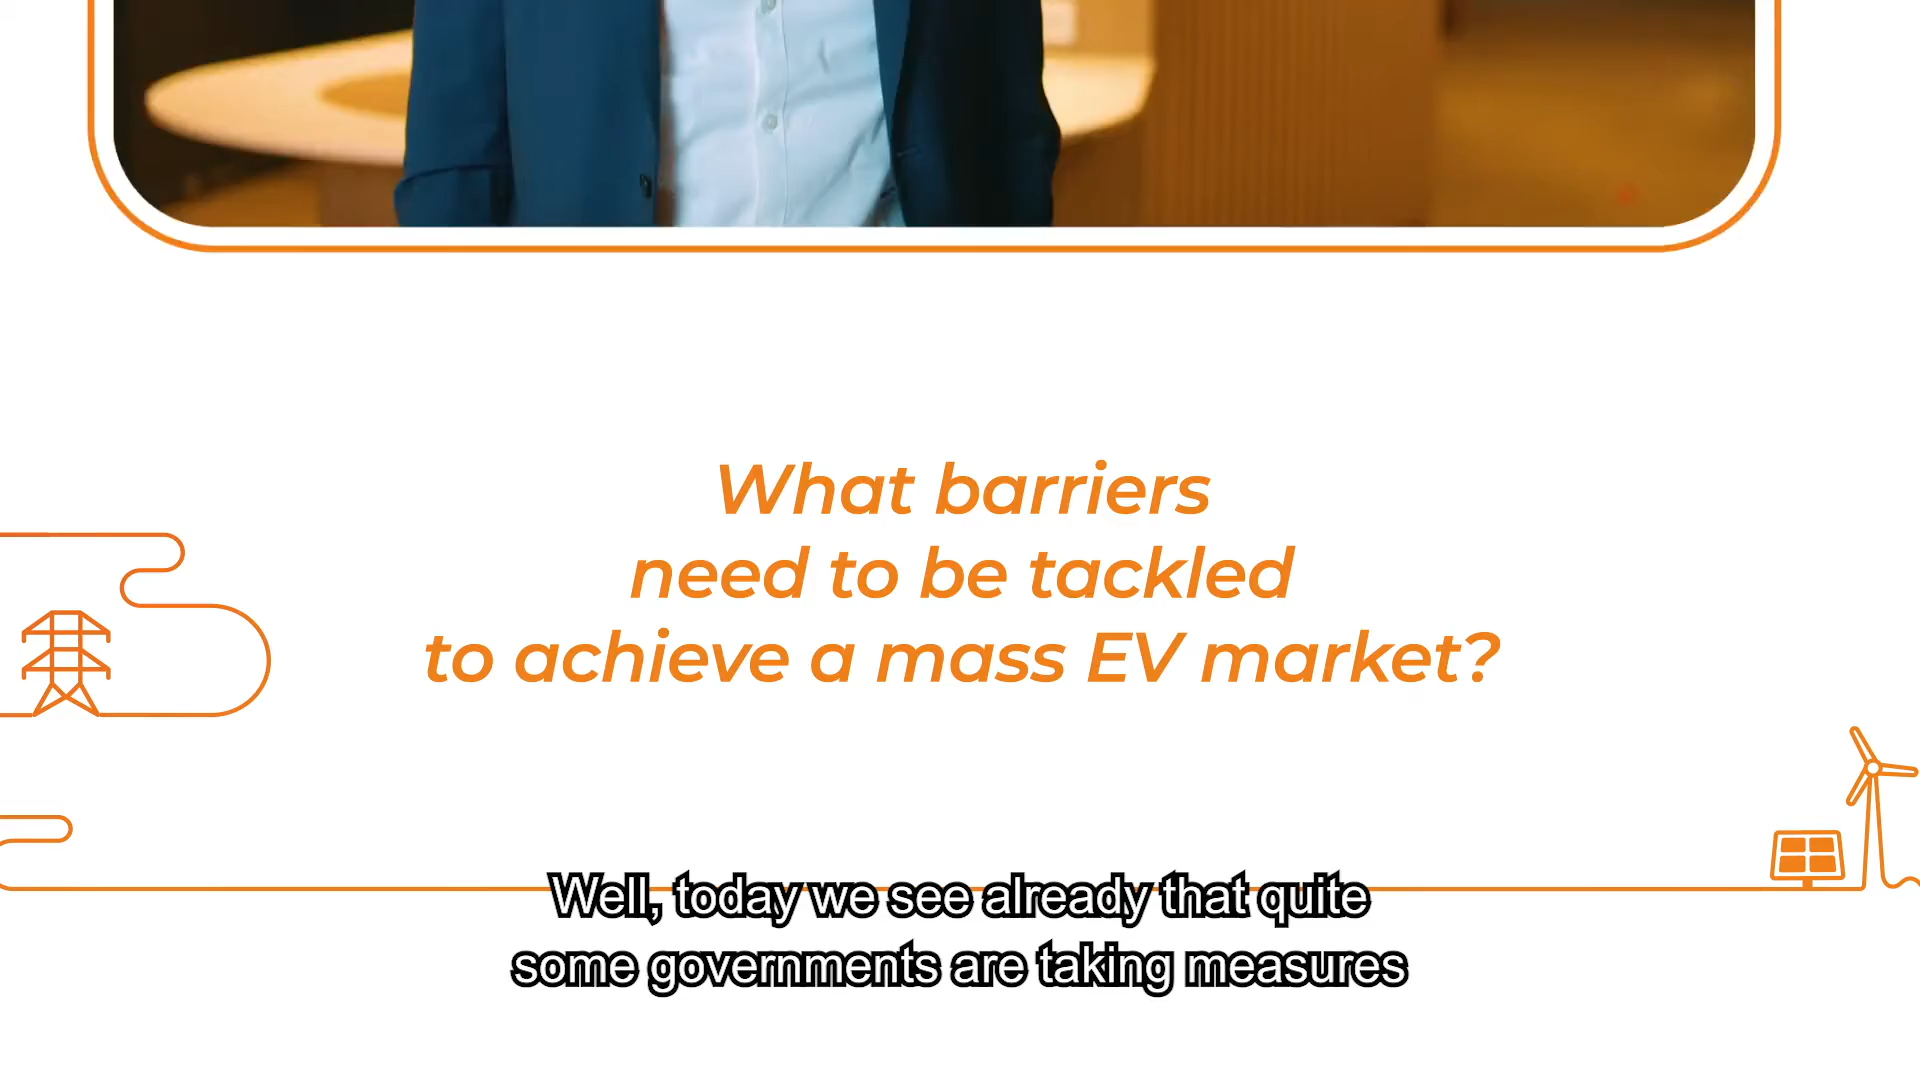 What barriers
need to be tackled
to achieve a mass EV market?
Well, today we see already that quite
some governments are taking measures